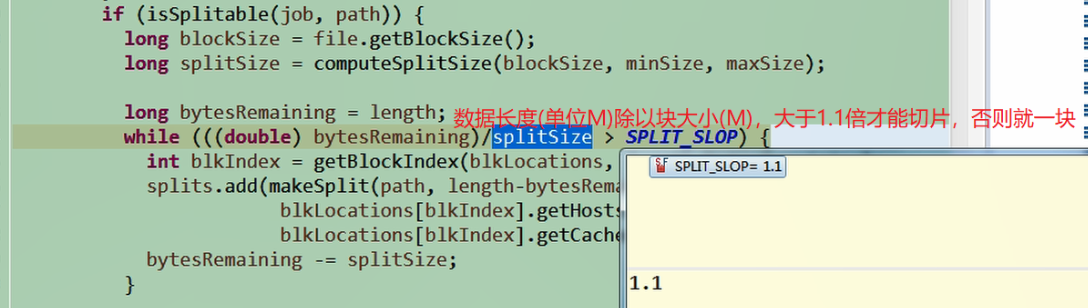 if (isSplitable(job, path)) {
long blockSize = file.getBlockSize();
long splitSize = computeSplitSize(blockSize, minSize, maxSize);
long bytesRemaining = length;
数据长度(单位M)除以块大小(M)，大于1.1倍才能切片，否则就一块
while (((double) bytesRemaining)/splitSize > SPLIT_SLOP) {
int blkIndex = getBlockIndex(blkLocations,
SPLIT_SLOP= 1.1
splits.add(makeSplit(path, length-bytesRema
blkLocations[blkIndex].getHosts
blkLocations[blkIndex].getCache
bytesRemaining -= splitSize;
1.1
}